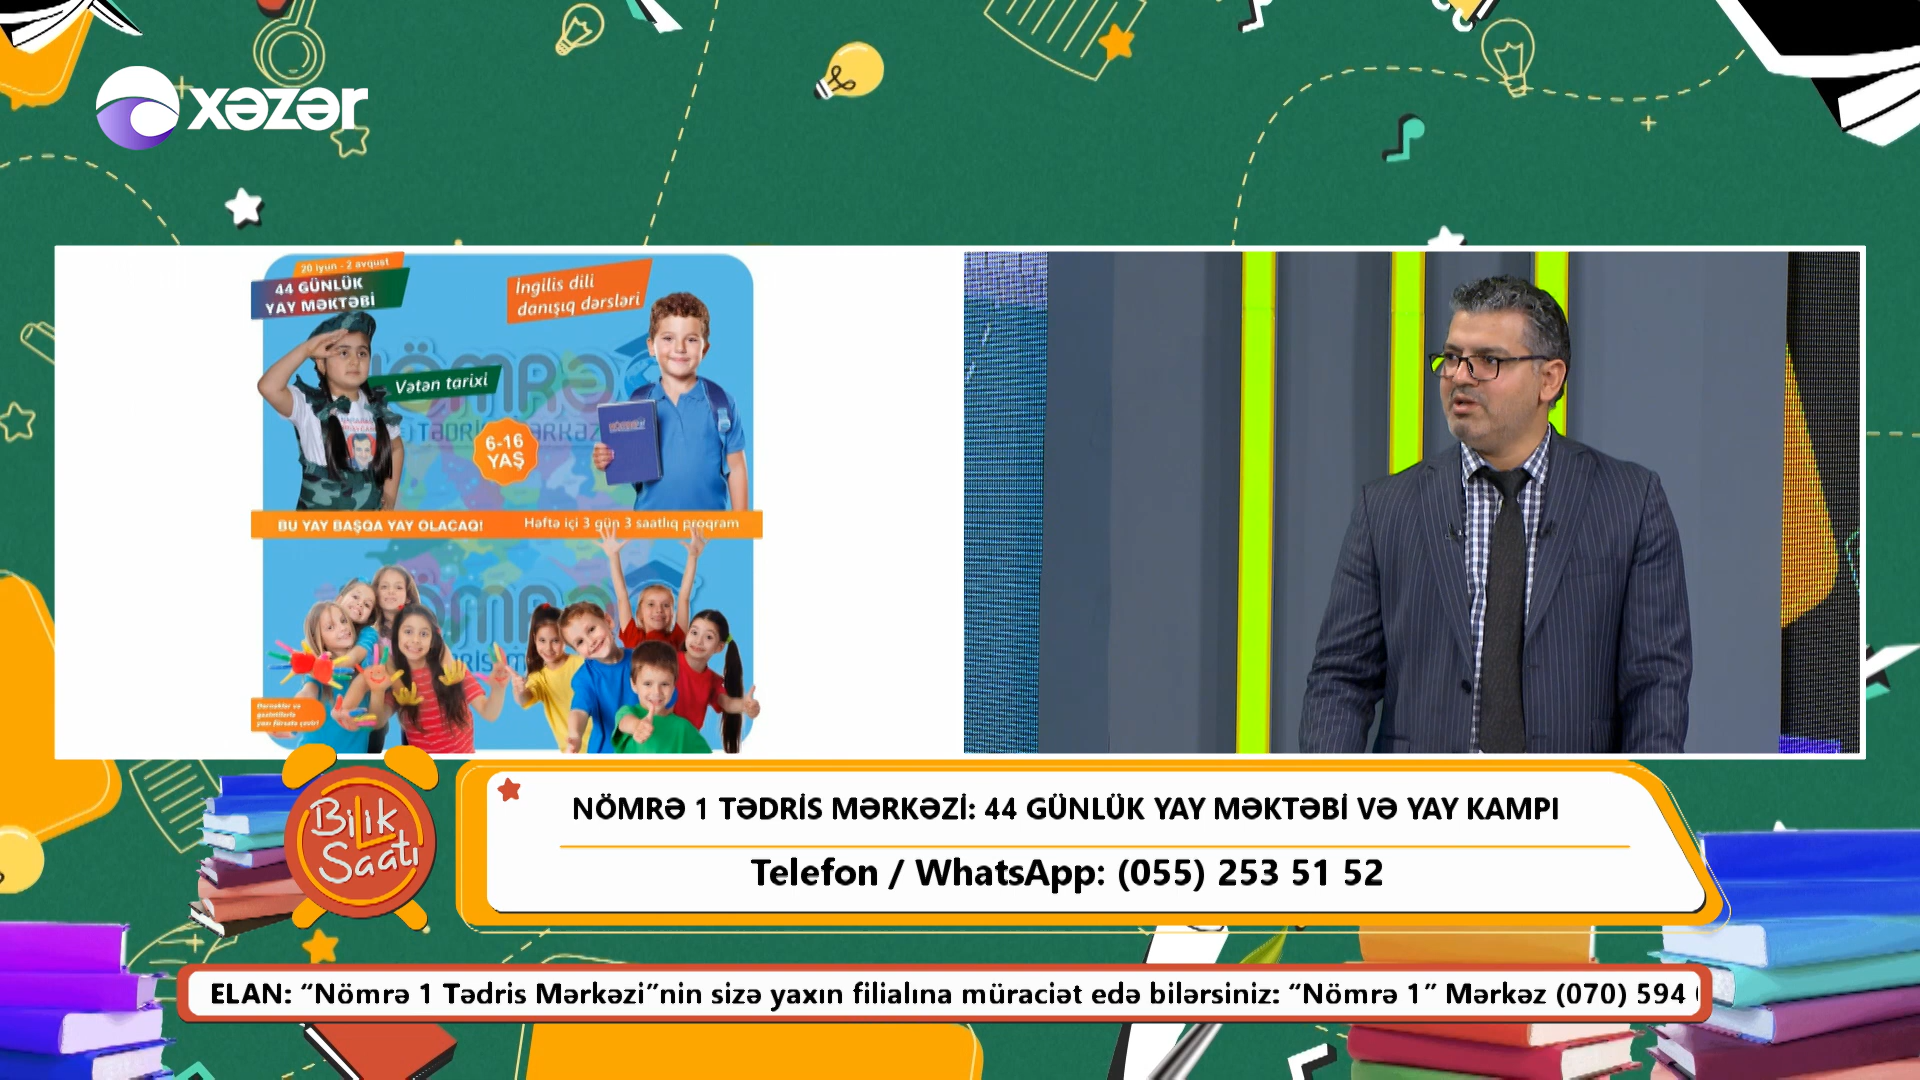 xəzər
20 iyun - 2 avqust
44 GÜNLÜK
YAY MƏKTƏBİ
İngilis dili
danışıq dərsləri
Vətən tarixi
6-16
YAŞ
BU YAY BAŞQA YAY OLACAQ!
Həftə içi 3 gün 3 saatlıq proqram
Dərnəklər və
Bilik
Saatı
NÖMRƏ 1 TƏDRİS MƏRKƏZİ: 44 GÜNLÜK YAY MƏKTƏBİ VƏ YAY KAMPI
Telefon / WhatsApp: (055) 253 51 52
ELAN: “Nömrə 1 Tədris Mərkəzi”nin sizə yaxın filialına müraciət edə bilərsiniz: “Nömrə 1” Mərkəz (070) 594